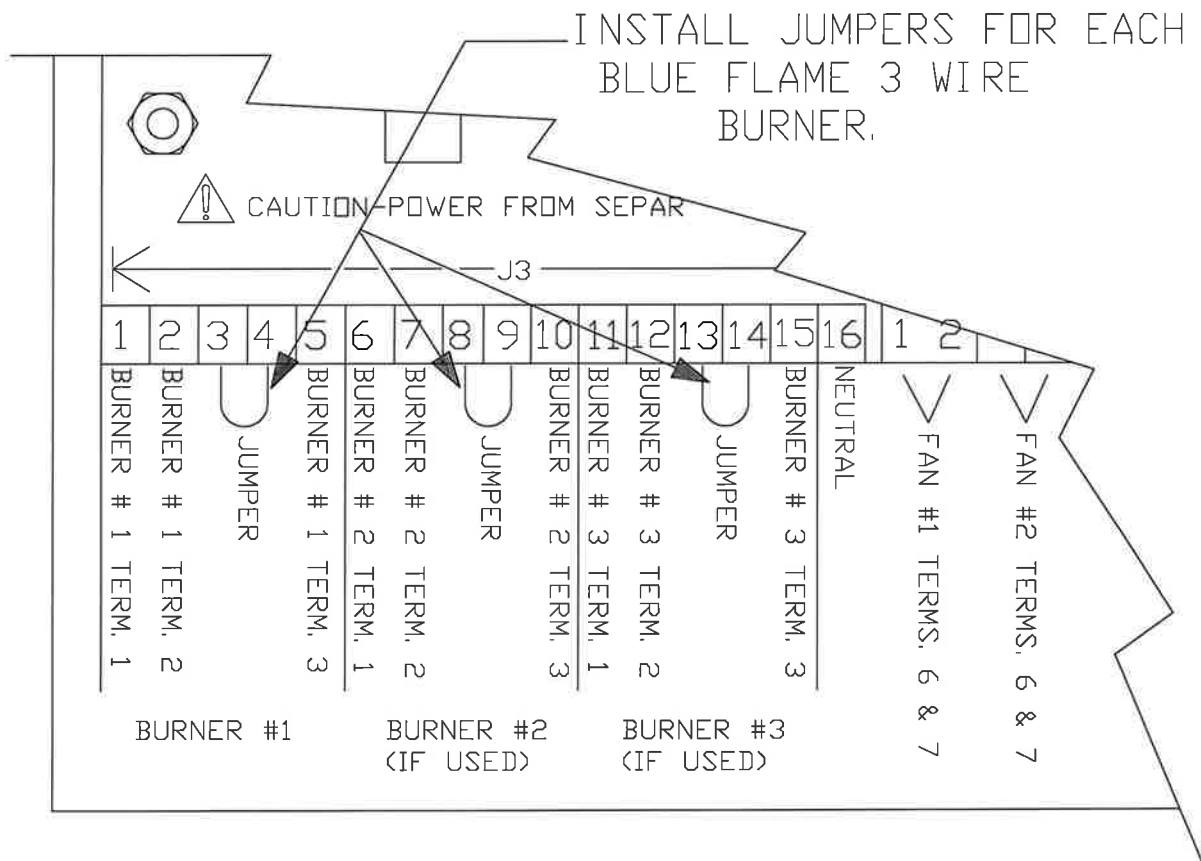 INSTALL JUMPERS FOR EACH
BLUE FLAME 3 WIRE
BURNER.
CAUTION-POWER FROM SEPAR
J3
1 2 3 4 5 6 7 8 9 10 11 12 13 14 15 16 1 2
BURNER # 1 TERM. 1
BURNER # 1 TERM. 2
JUMPER
BURNER # 1 TERM. 3
BURNER # 2 TERM. 1
BURNER # 2 TERM. 2
JUMPER
BURNER # 2 TERM. 3
BURNER # 3 TERM. 1
BURNER # 3 TERM. 2
JUMPER
BURNER # 3 TERM. 3
NEUTRAL
FAN #1 TERMS. 6 & 7
FAN #2 TERMS. 6 & 7
BURNER #1
BURNER #2
(IF USED)
BURNER #3
(IF USED)